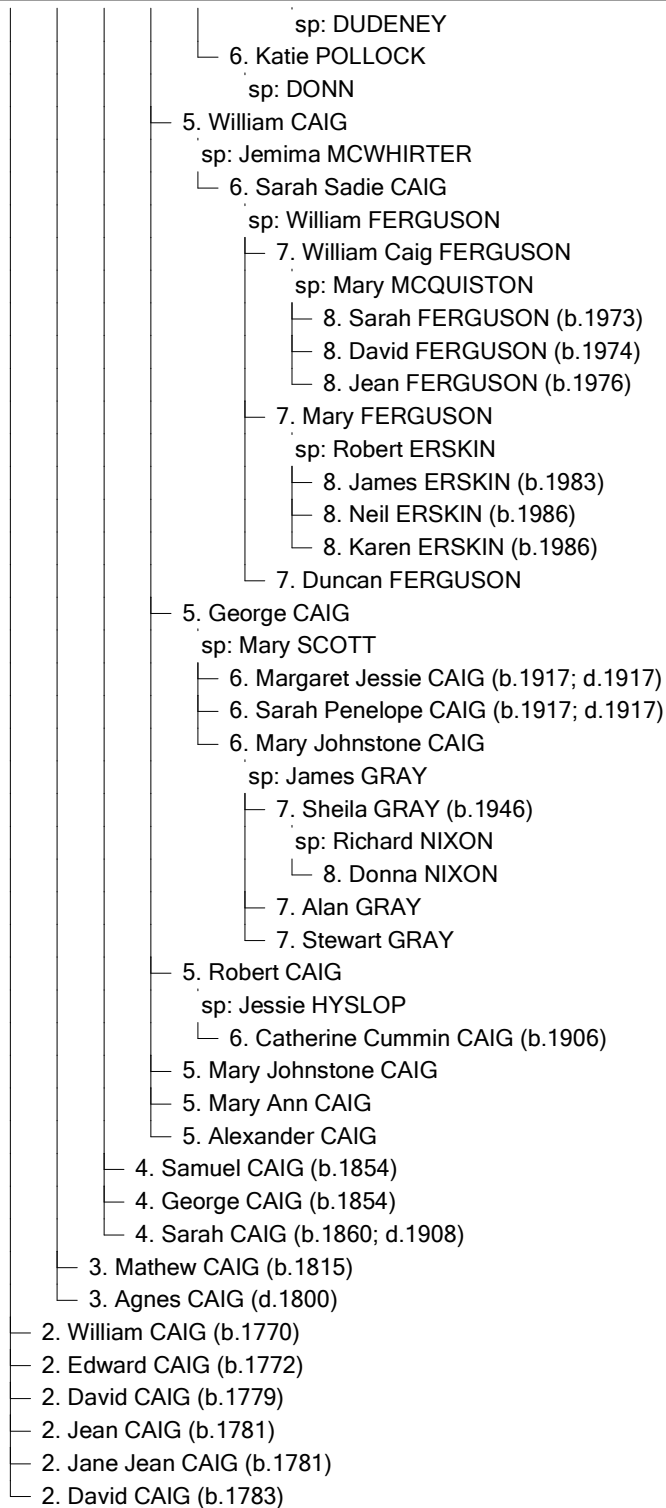 sp: DUDENEY
6. Katie POLLOCK
sp: DONN
5. William CAIG
sp: Jemima MCWHIRTER
6. Sarah Sadie CAIG
sp: William FERGUSON
7. William Caig FERGUSON
sp: Mary MCQUISTON
8. Sarah FERGUSON (b.1973)
8. David FERGUSON (b.1974)
8. Jean FERGUSON (b.1976)
7. Mary FERGUSON
sp: Robert ERSKIN
8. James ERSKIN (b.1983)
8. Neil ERSKIN (b.1986)
8. Karen ERSKIN (b.1986)
7. Duncan FERGUSON
5. George CAIG
sp: Mary SCOTT
6. Margaret Jessie CAIG (b.1917; d.1917)
6. Sarah Penelope CAIG (b.1917; d.1917)
6. Mary Johnstone CAIG
sp: James GRAY
7. Sheila GRAY (b.1946)
sp: Richard NIXON
8. Donna NIXON
7. Alan GRAY
7. Stewart GRAY
5. Robert CAIG
sp: Jessie HYSLOP
6. Catherine Cummin CAIG (b.1906)
5. Mary Johnstone CAIG
5. Mary Ann CAIG
5. Alexander CAIG
4. Samuel CAIG (b.1854)
4. George CAIG (b.1854)
4. Sarah CAIG (b.1860; d.1908)
3. Mathew CAIG (b.1815)
3. Agnes CAIG (d.1800)
2. William CAIG (b.1770)
2. Edward CAIG (b.1772)
2. David CAIG (b.1779)
2. Jean CAIG (b.1781)
2. Jane Jean CAIG (b.1781)
2. David CAIG (b.1783)